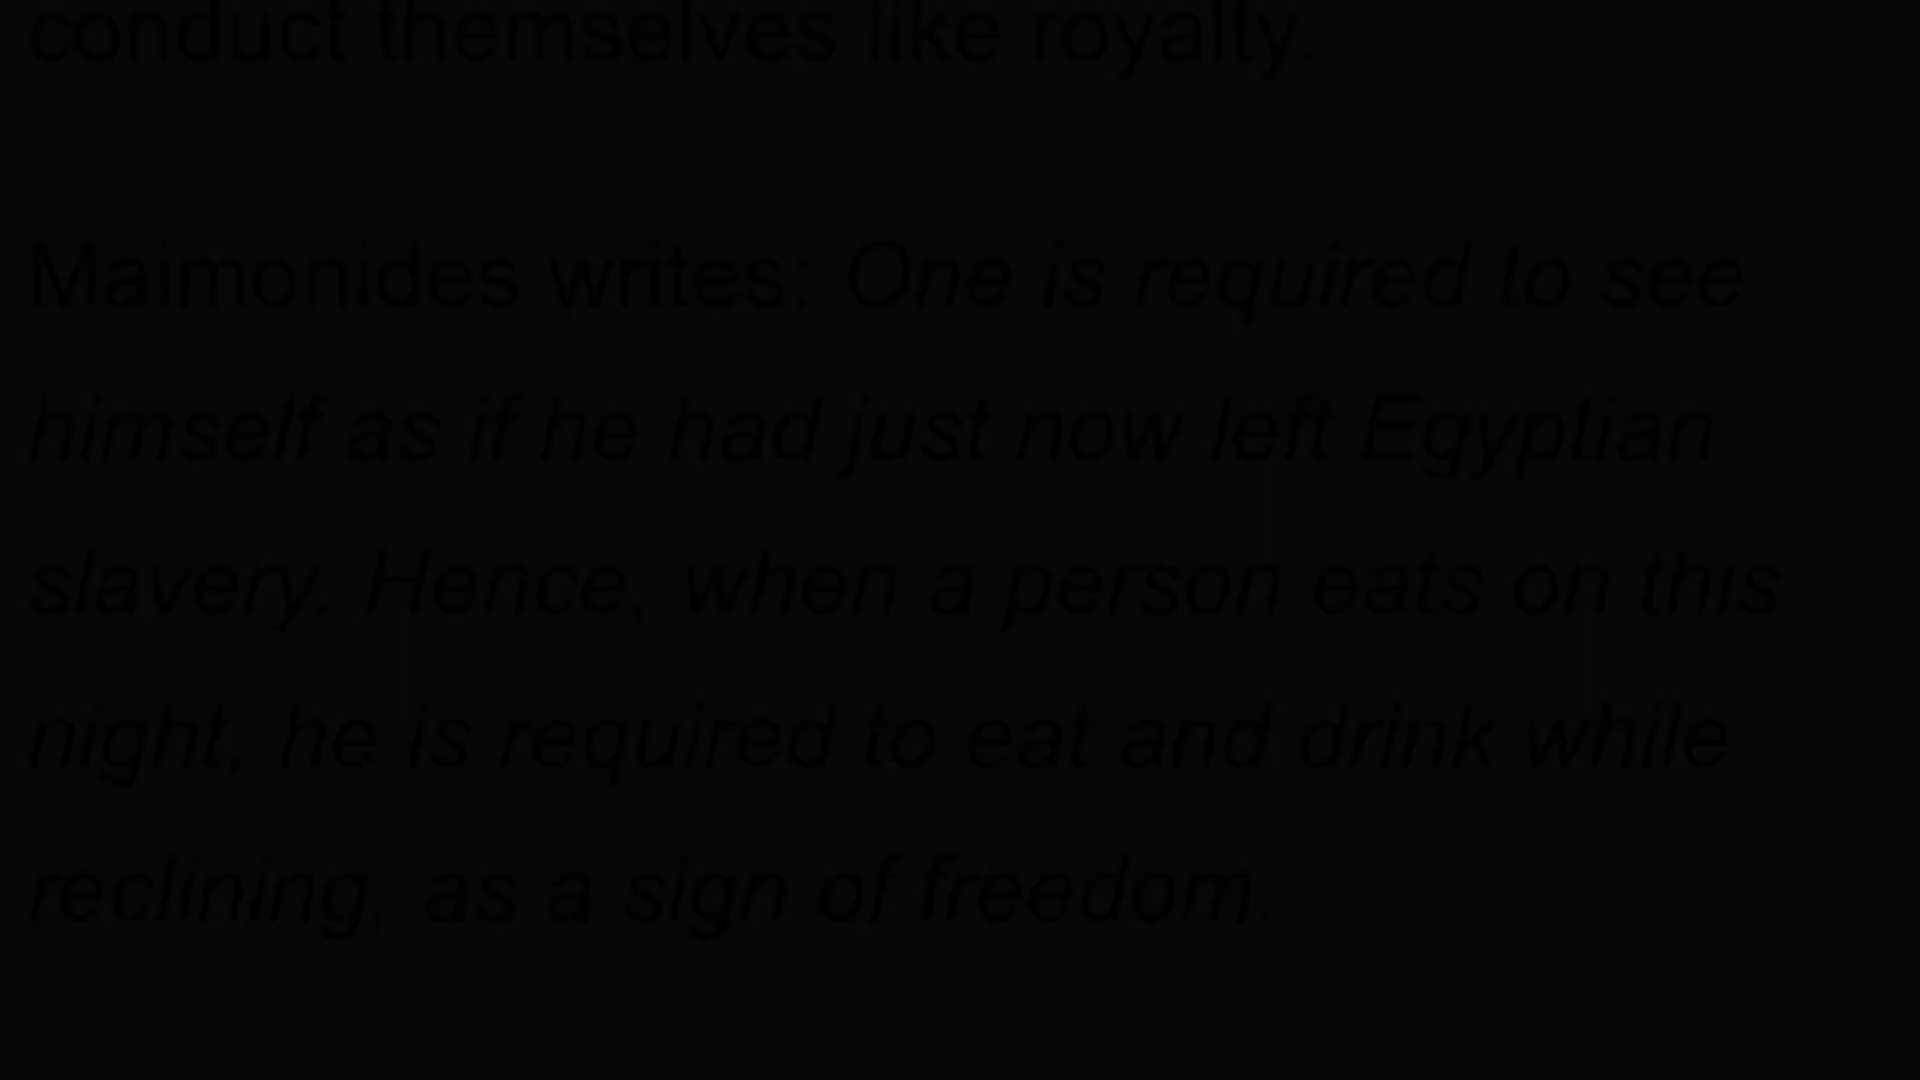 conduct themselves like royalty.
Maimonides writes: One is required to see
himself as if he had just now left Egyptian
slavery. Hence, when a person eats on this
night, he is required to eat and drink while
reclining, as a sign of freedom.